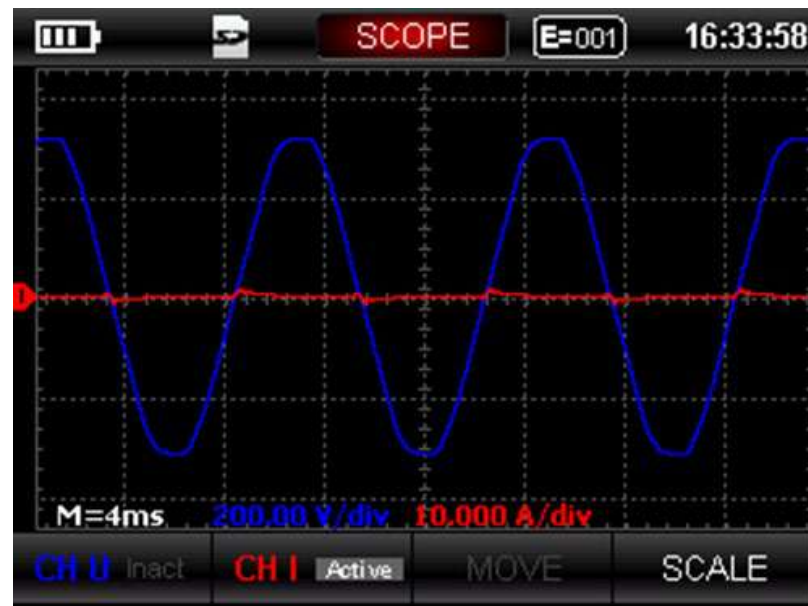 SCOPE E=001 16:33:58
M=4ms 200.00 V/div 10.000 A/div
CH U Inact CH I Active MOVE SCALE